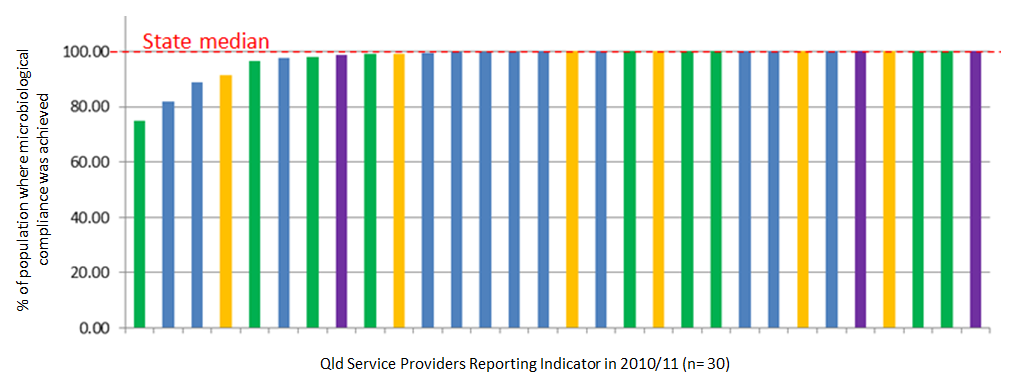 State median
% of population where microbiological
compliance was achieved
100.00
80.00
60.00
40.00
20.00
0.00
Qld Service Providers Reporting Indicator in 2010/11 (n= 30)